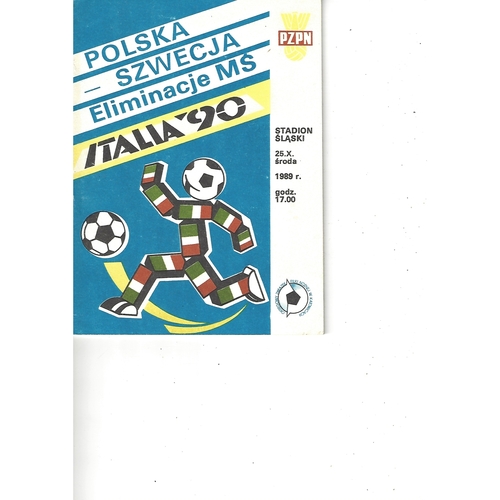 POLSKA
– SZWECJA
Eliminacje MŚ
ITALIA'90
PZPN
STADION
ŚLĄSKI
25.X.
środa
1989 r.
godz.
17.00